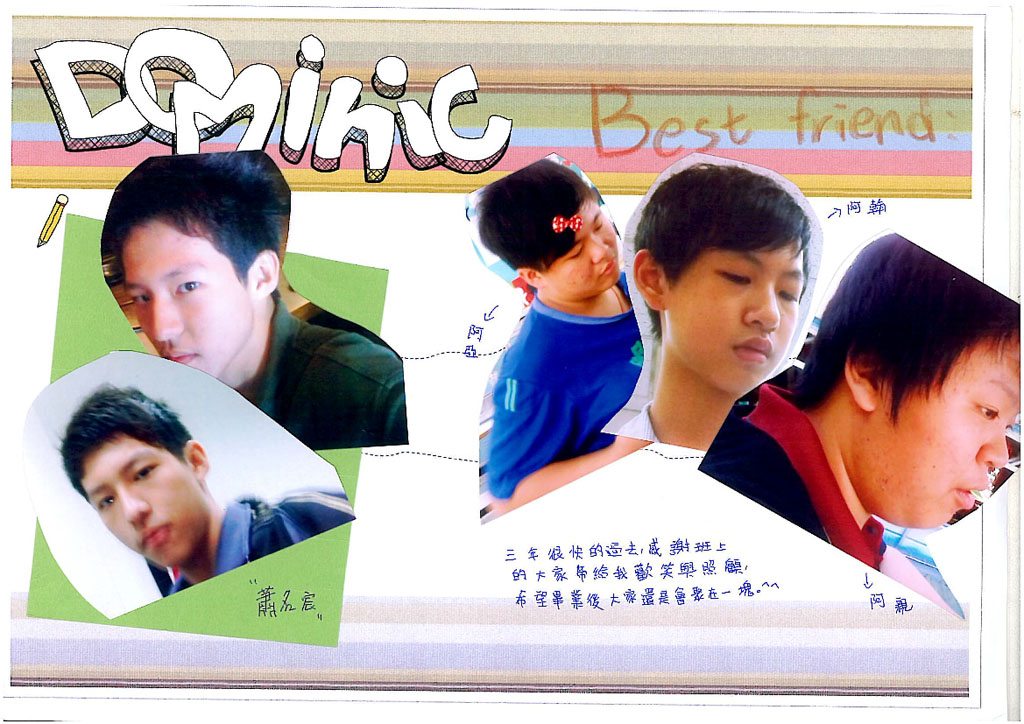 DOMiNiC
Best friend:
阿翰
阿亞
三年很快的過去,感謝班上
的大家帶給我歡笑與照顧,
希望畢業後大家還是會聚在一塊。^^
"蕭名宸"
阿親